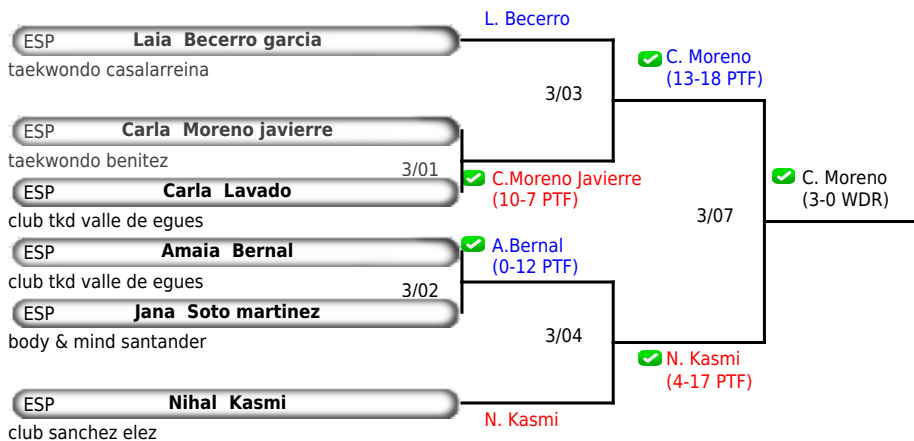 L. Becerro
ESP Laia Becerro garcia
taekwondo casalarreina
C. Moreno
(13-18 PTF)
3/03
ESP Carla Moreno javierre
taekwondo benitez
3/01
C.Moreno Javierre
(10-7 PTF)
ESP Carla Lavado
club tkd valle de egues
C. Moreno
(3-0 WDR)
3/07
ESP Amaia Bernal
club tkd valle de egues
A.Bernal
(0-12 PTF)
3/02
ESP Jana Soto martinez
body & mind santander
3/04
N. Kasmi
(4-17 PTF)
ESP Nihal Kasmi
club sanchez elez
N. Kasmi